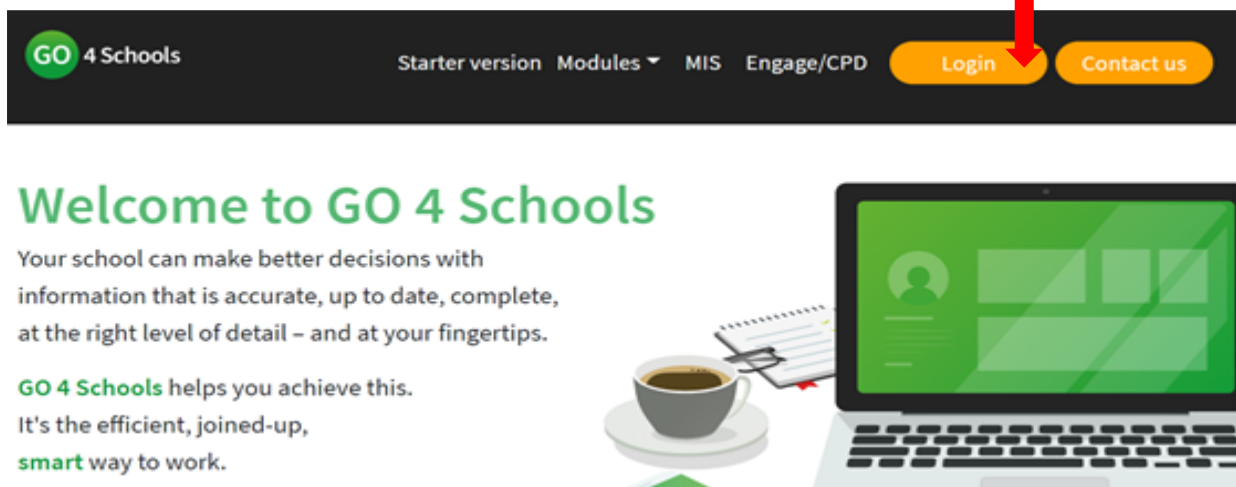 GO 4 Schools
Starter version Modules MIS Engage/CPD Login Contact us
Welcome to GO 4 Schools
Your school can make better decisions with
information that is accurate, up to date, complete,
at the right level of detail – and at your fingertips.
GO 4 Schools helps you achieve this.
It's the efficient, joined-up,
smart way to work.